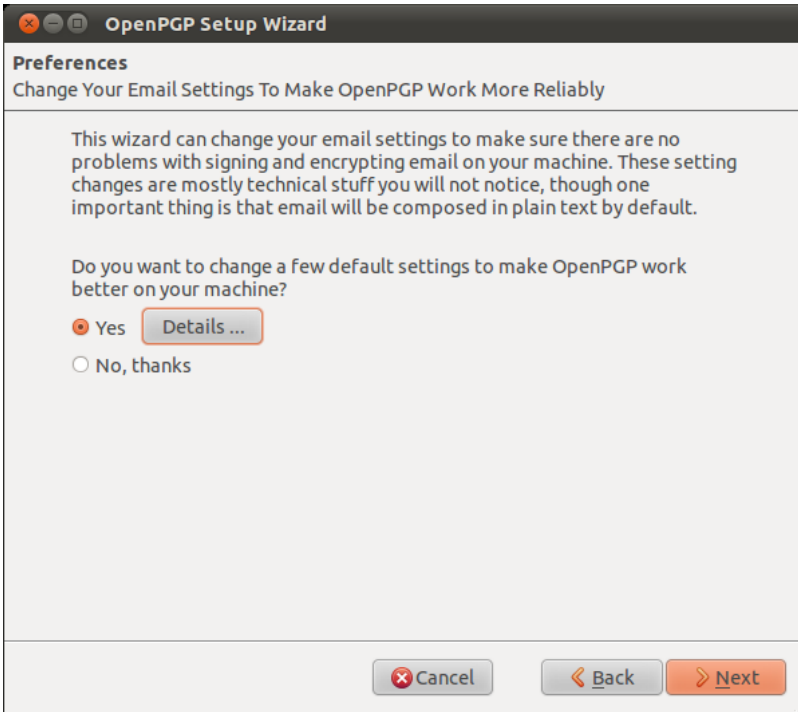 OpenPGP Setup Wizard
Preferences
Change Your Email Settings To Make OpenPGP Work More Reliably
This wizard can change your email settings to make sure there are no
problems with signing and encrypting email on your machine. These setting
changes are mostly technical stuff you will not notice, though one
important thing is that email will be composed in plain text by default.
Do you want to change a few default settings to make OpenPGP work
better on your machine?
Yes Details ...
No, thanks
Cancel Back Next